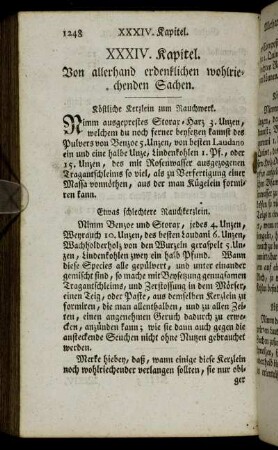 1248 XXXIV. Kapitel.
XXXIV. Kapitel.
Von allerhand erdenklichen wohlrie-
chenden Sachen.
Köstliche Kerzlein zum Rauchwerk.
Nimm ausgepreßtes Storax-Harz 3. Unzen,
welchem du noch ferner beysetzen kannst des
Pulvers von Benzoe 5. Unzen, von besten Laudano
ein und eine halbe Unze, Lindenkohlen 1. Pf., oder
15. Unzen, des mit Rosenwasser ausgezogenen
Tragantschleims so viel, als zu Verfertigung einer
Massa vonnöthen, aus der man Kügelein formi-
ren kann.
Etwas schlechtere Rauchkerzlein.
Nimm Benzoe und Storax, jedes 4. Unzen,
Weyrauch 10. Unzen, des besten Laudani 6. Unzen,
Wachholderholz von den Wurzeln geraspelt 5. Un-
zen, Lindenkohlen zwey ein halb Pfund. Wann
diese Species alle gepülvert, und unter einander
gemischt sind, so mache mit Beysetzung genugsamen
Tragantschleims, und Zerstossung in dem Mörser,
einen Teig, oder Paste, aus demselben Kerzlein zu
formiren, die man allenthalben, und zu allen Zei-
ten, einen angenehmen Geruch dadurch zu erwe-
cken, anzünden kann; wie sie dann auch gegen die
ansteckende Seuchen nicht ohne Nutzen gebrauchet
werden.
Merke hiebey, daß, wann einige diese Kerzlein
noch wohlriechender verlangen sollten, sie nur obi-
ger